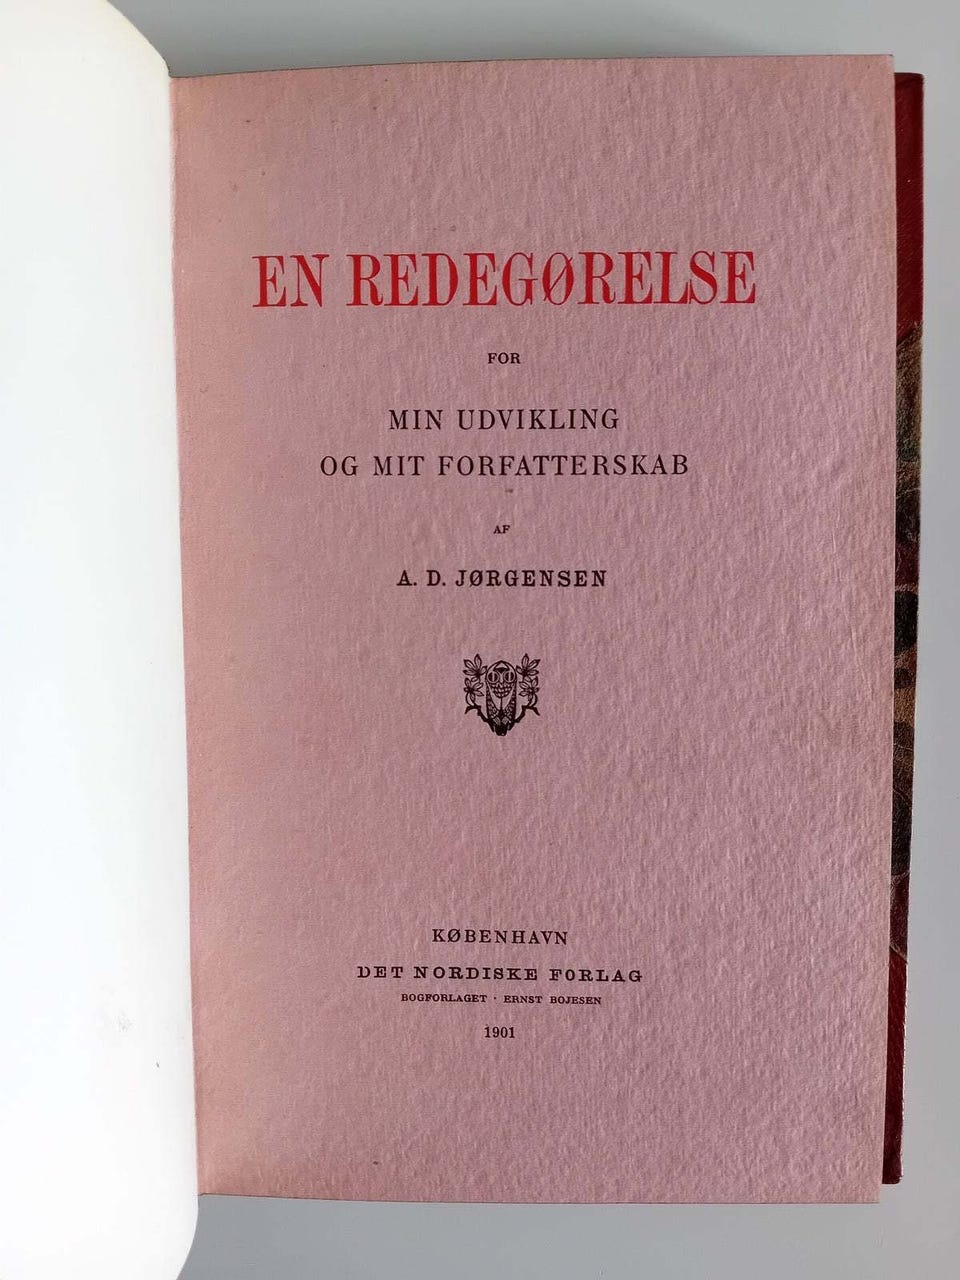 EN REDEGØRELSE
FOR
MIN UDVIKLING
OG MIT FORFATTERSKAB
AF
A. D. JØRGENSEN
KØBENHAVN
DET NORDISKE FORLAG
BOGFORLAGET · ERNST BOJESEN
1901